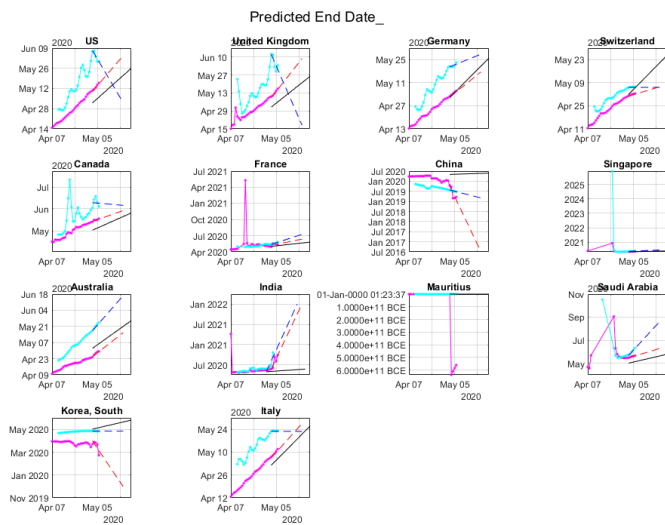 Predicted End Date_
2020
US
Jun 09
May 26
May 12
Apr 28
Apr 14
Apr 07
May 05
2020
2020
United Kingdom
Jun 10
May 27
May 13
Apr 29
Apr 15
Apr 07
May 05
2020
Germany
May 25
May 11
Apr 27
Apr 13
Apr 07
May 05
2020
2020
Switzerland
May 23
May 09
Apr 25
Apr 11
Apr 07
May 05
2020
2020
Canada
Jul
Jun
May
Apr 07
May 05
2020
France
Jul 2021
Apr 2021
Jan 2021
Oct 2020
Jul 2020
Apr 2020
Apr 07
May 05
2020
China
Jul 2020
Jan 2020
Jul 2019
Jan 2019
Jul 2018
Jan 2018
Jul 2017
Jan 2017
Jul 2016
Apr 07
May 05
2020
Singapore
2025
2024
2023
2022
2021
Apr 07
May 05
2020
Australia
Jun 18
Jun 04
May 21
May 07
Apr 23
Apr 09
Apr 07
May 05
2020
India
Jan 2022
Jul 2021
Jan 2021
Jul 2020
Apr 07
May 05
2020
Mauritius
01-Jan-0000 01:23:37
1.0000e+11 BCE
2.0000e+11 BCE
3.0000e+11 BCE
4.0000e+11 BCE
5.0000e+11 BCE
6.0000e+11 BCE
Apr 07
May 05
2020
2020
Saudi Arabia
Nov
Sep
Jul
May
Apr 07
May 05
2020
Korea, South
May 2020
Mar 2020
Jan 2020
Nov 2019
Apr 07
May 05
2020
2020
Italy
May 24
May 10
Apr 26
Apr 12
Apr 07
May 05
2020